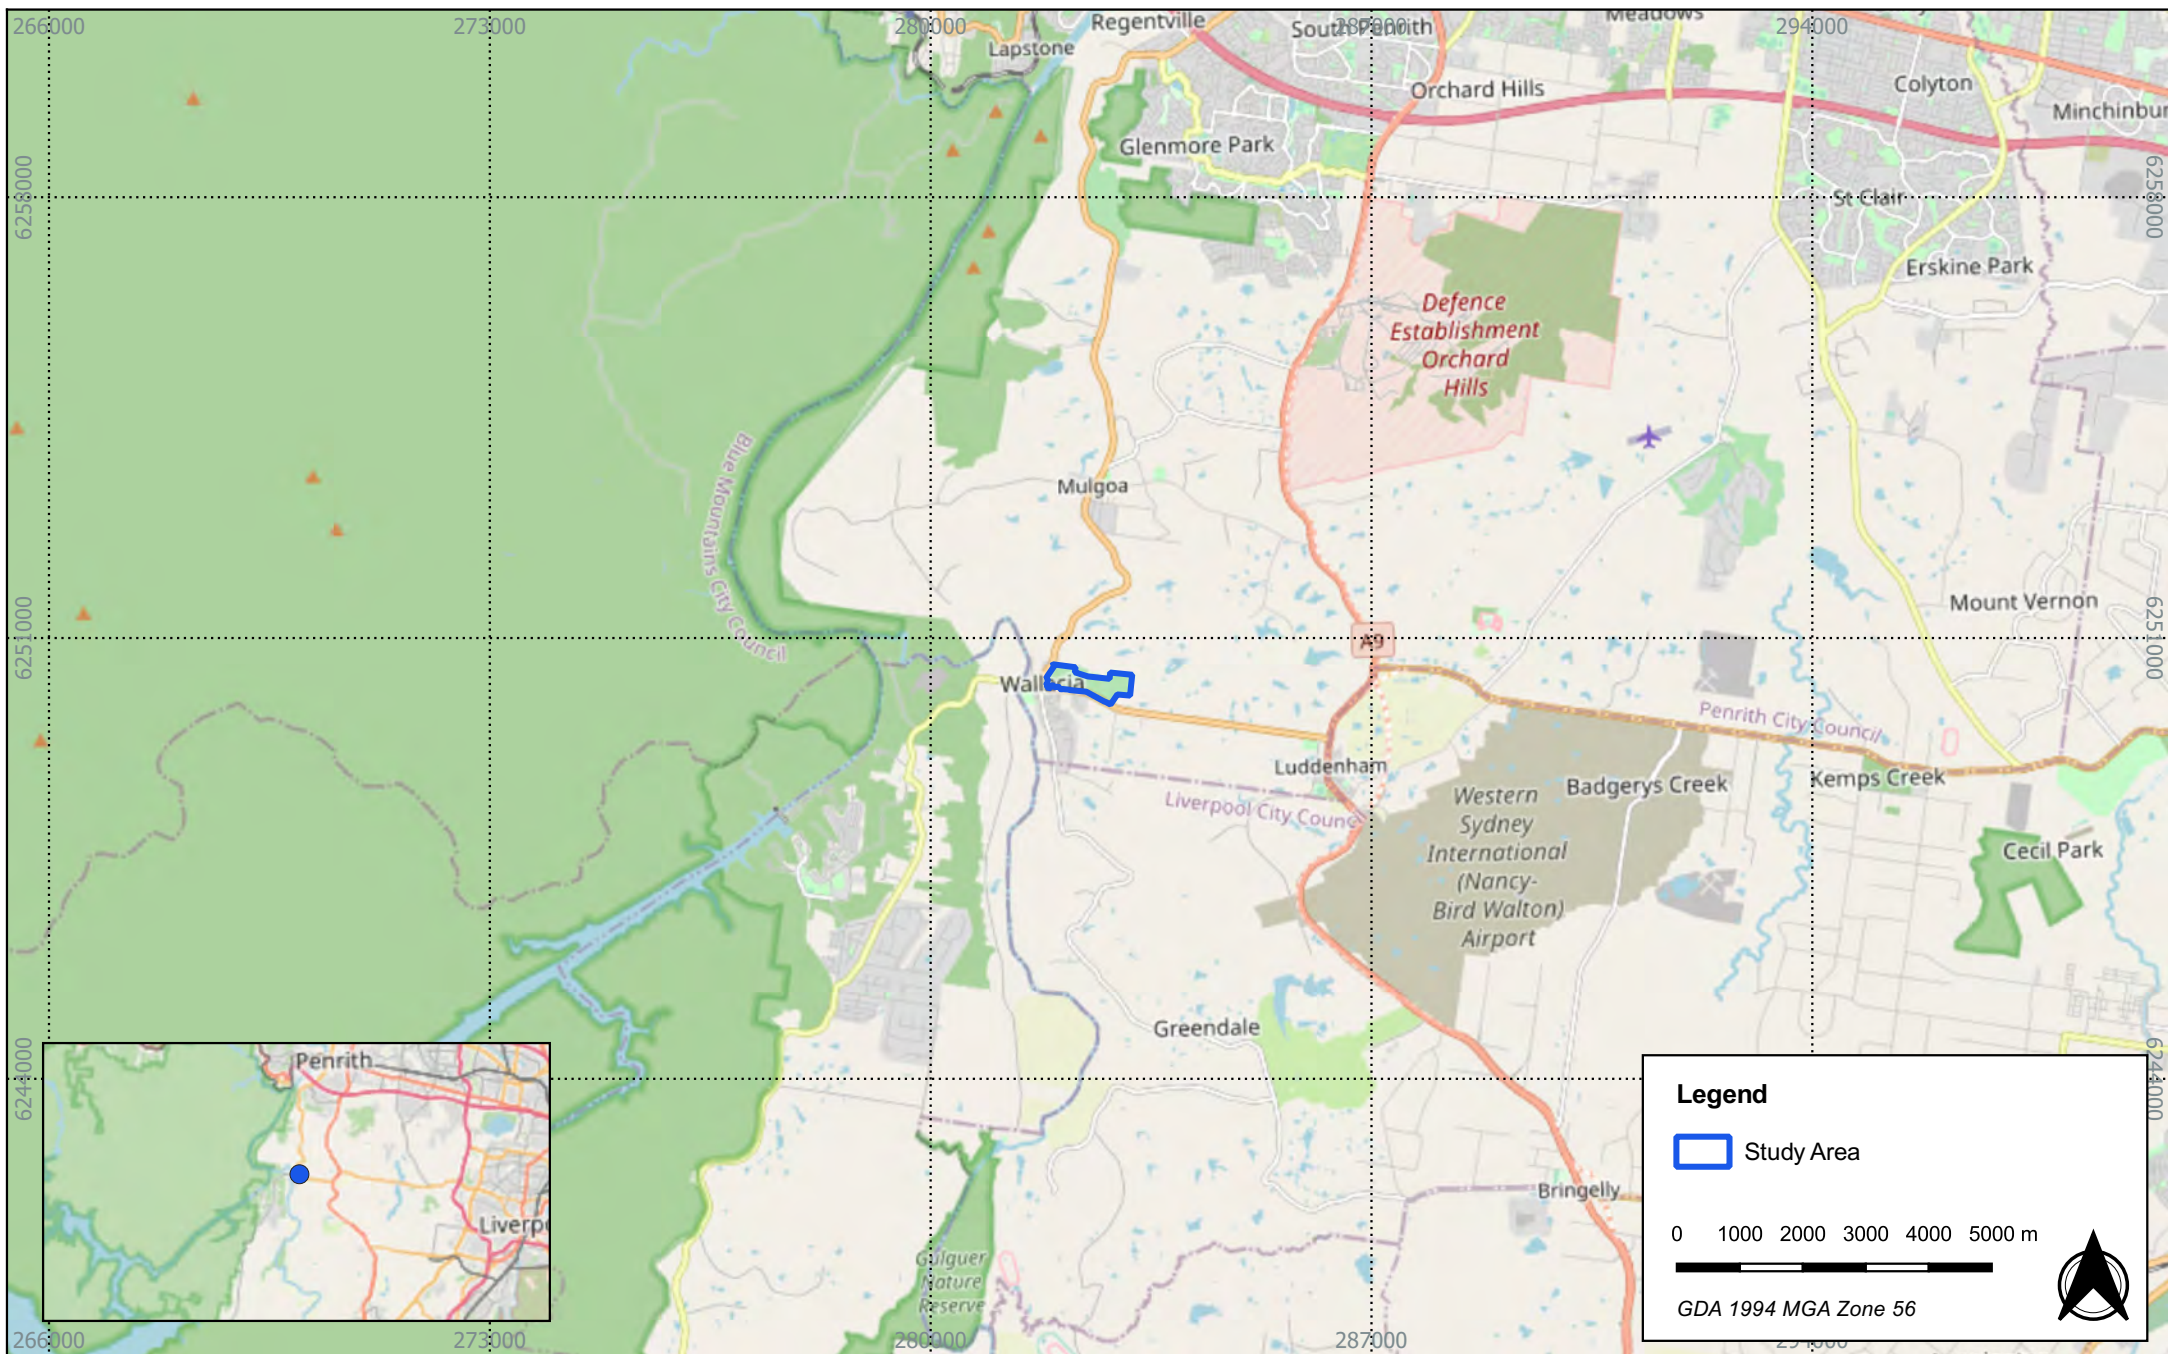 266000
273000
280000
287000
294000
Regentville
South Penrith
Meadows
Lapstone
Orchard Hills
Colyton
Glenmore Park
6258000
6258000
St Clair
Erskine Park
Defence
Establishment
Orchard
Hills
Blue Mountains City Council
Mulgoa
6251000
6251000
A9
Mount Vernon
Wallacia
Penrith City Council
Luddenham
Liverpool City Counc
Badgerys Creek
Kemps Creek
Western
Sydney
International
(Nancy-
Bird Walton)
Airport
Cecil Park
Greendale
6244000
6244000
Penrith
Liverp
Bringelly
Gulguer
Nature
Reserve
Legend
Study Area
0 1000 2000 3000 4000 5000 m
GDA 1994 MGA Zone 56
266000
273000
280000
287000
294000